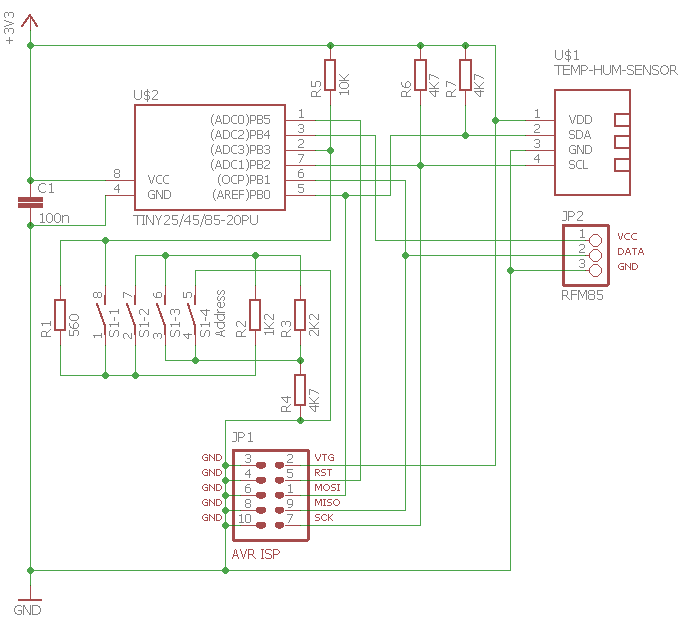 +3V3
U$1
TEMP-HUM-SENSOR
R5
10K
R6
4K7
R7
4K7
U$2
(ADC0)PB5 1
(ADC2)PB4 3
(ADC3)PB3 2
(ADC1)PB2 7
8 VCC (OCP)PB1 6
4 GND (AREF)PB0 5
TINY25/45/85-20PU
1 VDD
2 SDA
3 GND
4 SCL
C1
100n
JP2
1 VCC
2 DATA
3 GND
RFM85
R1
560
8
1
S1-1
7
2
S1-2
6
3
S1-3
5
4
S1-4
Address
R2
1K2
R3
2K2
R4
4K7
JP1
GND 3 2 VTG
GND 4 5 RST
GND 6 1 MOSI
GND 8 9 MISO
GND 10 7 SCK
AVR ISP
GND